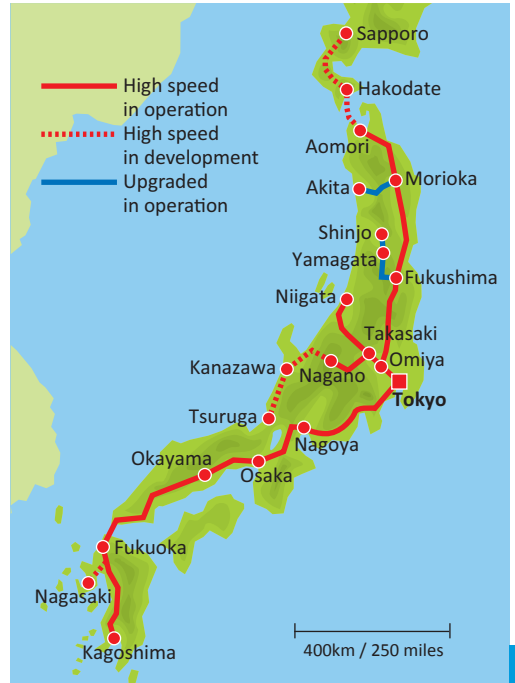 Sapporo
High speed
in operation
Hakodate
High speed
in development
Aomori
Upgraded
in operation
Akita
Morioka
Shinjo
Yamagata
Fukushima
Niigata
Takasaki
Kanazawa
Nagano
Omiya
Tokyo
Tsuruga
Nagoya
Okayama
Osaka
Fukuoka
Nagasaki
Kagoshima
400km / 250 miles